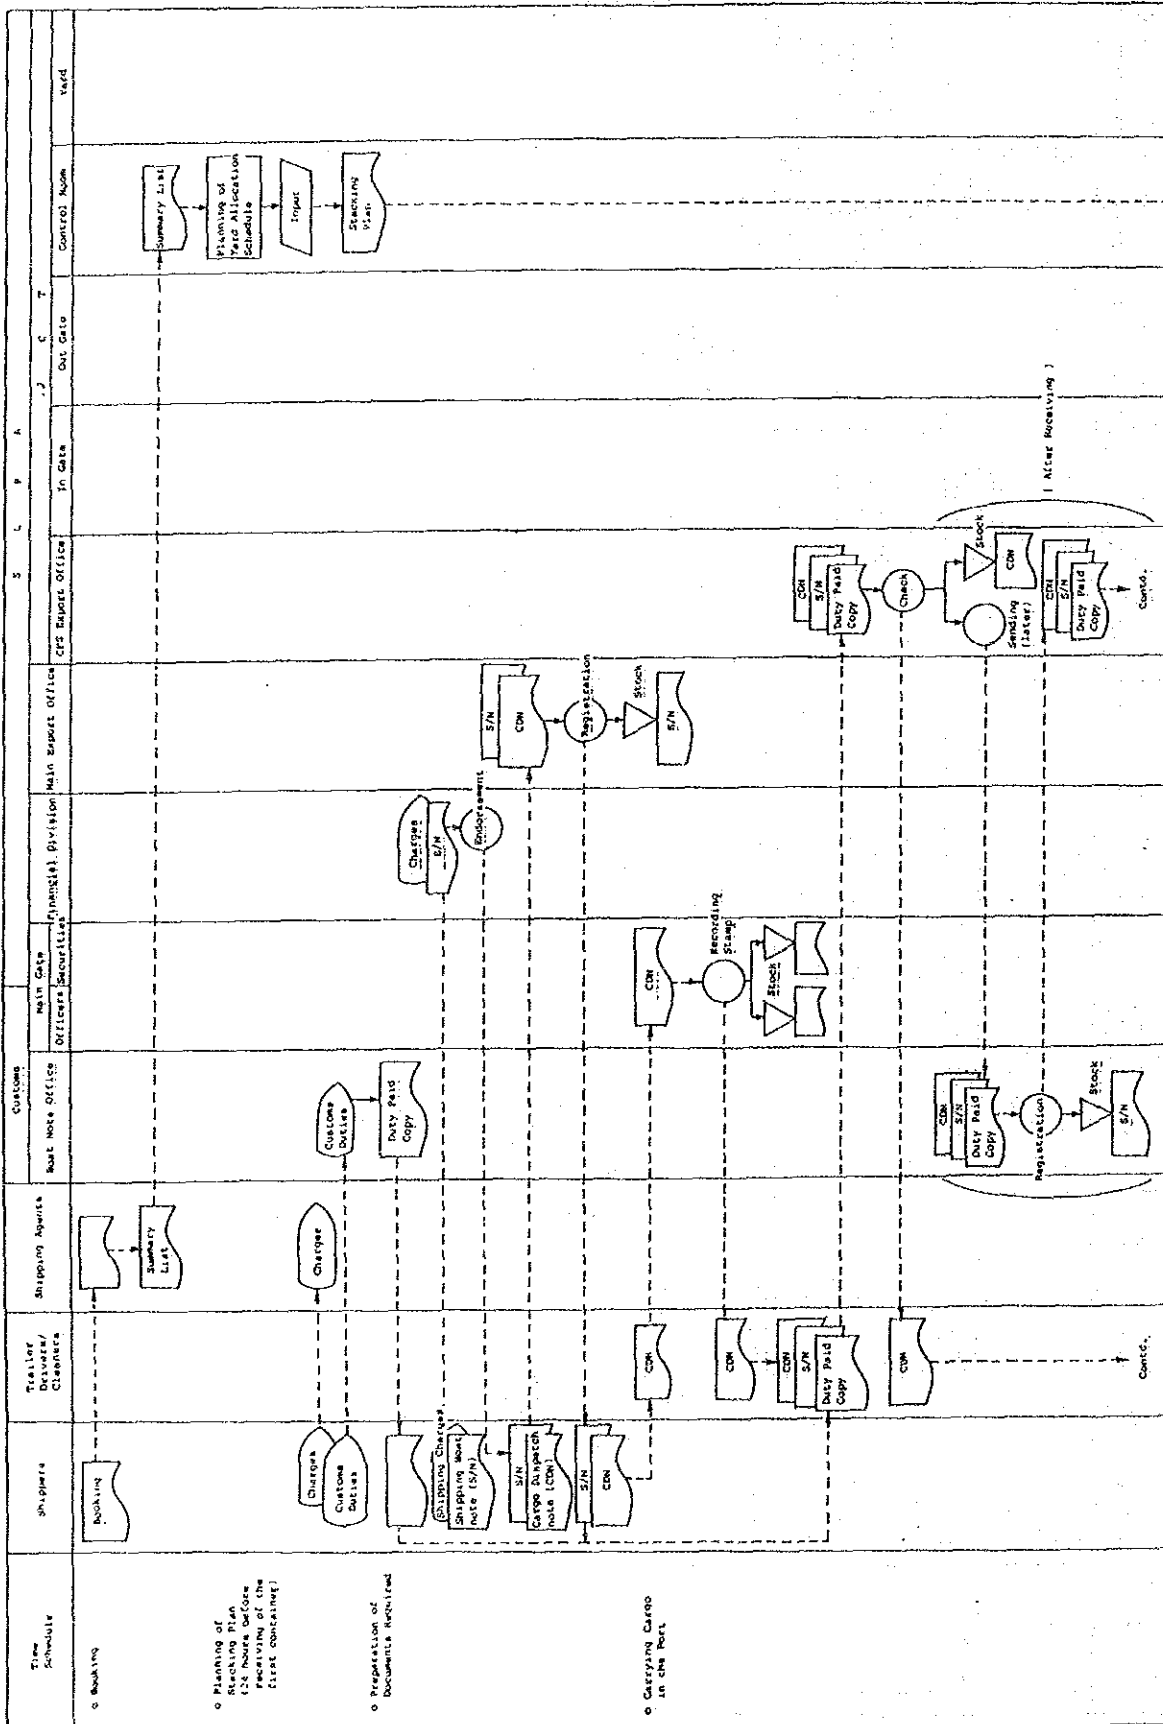 Time
Schedule
Shippers
Trailer
Drivers/
Cleaners
Shipping Agents
Customs
Boat Note Office
Main Gate
Officers
Securities
S L P A
Financial Division
Main Export Office
J C T
CFS Export Office
In Gate
Out Gate
Control Room
Yard
o Booking
Booking
Summary
List
Summary List
o Planning of
Stacking Plan
(24 hours before
receiving of the
first container)
Planning of
Yard Allocation
Schedule
Input
Stacking
Plan
Charges
Customs
Duties
Charges
Customs
Duties
o Preparation of
Documents Required
Duty Paid
Copy
Shipping Charges
Shipping Boat
note (S/N)
Charges
B/N
Endorsement
S/N
Cargo Dispatch
note (CDN)
S/N
CDN
Registration
Stock
S/N
S/N
CDN
o Carrying Cargo
in the Port
CDN
CDN
Recording
Stamp
Stock
CDN
CDN
S/N
Duty Paid
Copy
CDN
S/N
Duty Paid
Copy
Check
CDN
Stock
CDN
Sending
(later)
CDN
S/N
Duty Paid
Copy
Registration
Stock
S/N
CDN
S/N
Duty Paid
Copy
( After Receiving )
Contd.
Contd.